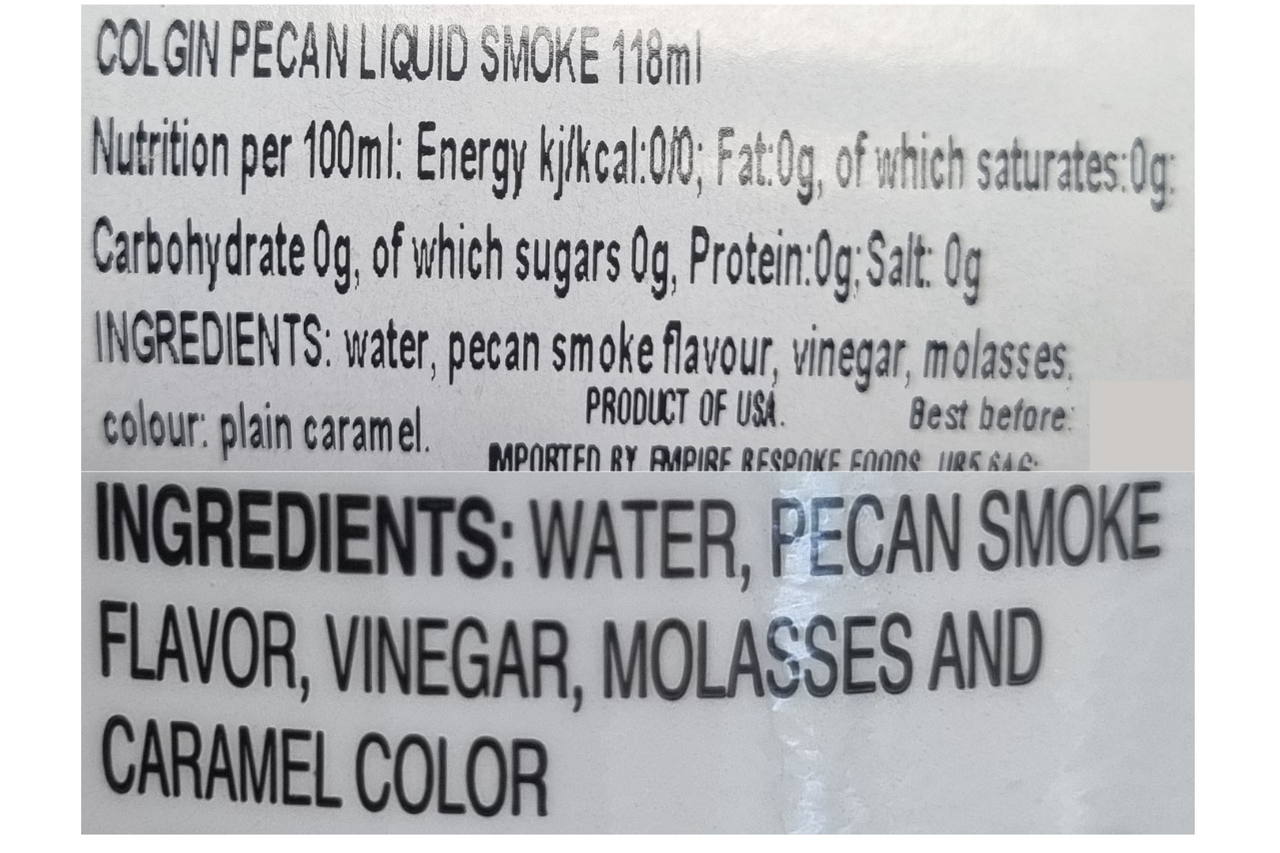 COLGIN PECAN LIQUID SMOKE 118ml
Nutrition per 100ml: Energy kj/kcal:0/0; Fat:0g, of which saturates:0g:
Carbohydrate 0g, of which sugars 0g, Protein:0g; Salt: 0g
INGREDIENTS: water, pecan smoke flavour, vinegar, molasses.
colour: plain caramel.
PRODUCT OF USA.
Best before:
IMPORTED BY EMPIRE BESPOKE FOODS
INGREDIENTS: WATER, PECAN SMOKE
FLAVOR, VINEGAR, MOLASSES AND
CARAMEL COLOR